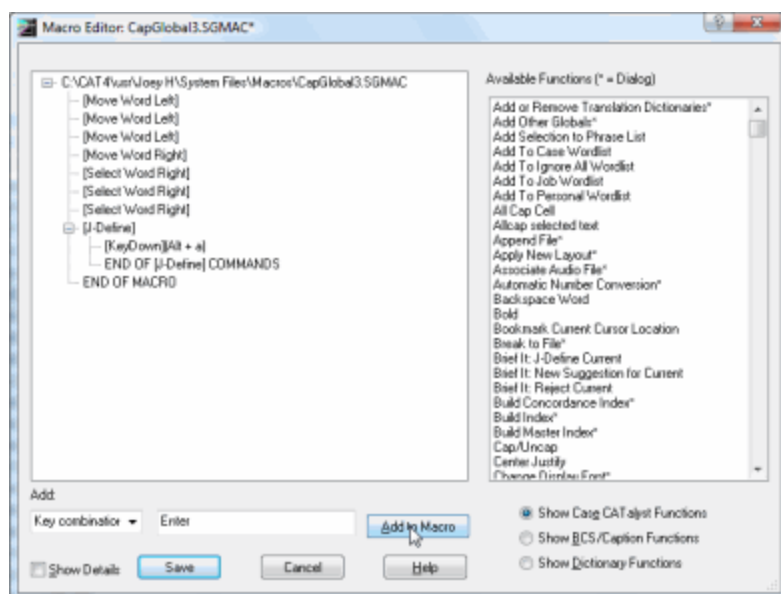 Macro Editor: CapGlobal3.SGMAC*
C:\CAT4\usr\Joey H\System Files\Macros\CapGlobal3.SGMAC
[Move Word Left]
[Move Word Left]
[Move Word Left]
[Move Word Right]
[Select Word Right]
[Select Word Right]
[Select Word Right]
[J-Define]
[KeyDown][Alt + a]
END OF [J-Define] COMMANDS
END OF MACRO
Available Functions (* = Dialog)
Add or Remove Translation Dictionaries*
Add Other Globals*
Add Selection to Phrase List
Add To Case Wordlist
Add To Ignore All Wordlist
Add To Job Wordlist
Add To Personal Wordlist
All Cap Cell
Allcap selected text
Append File*
Apply New Layout*
Associate Audio File*
Automatic Number Conversion*
Backspace Word
Bold
Bookmark Current Cursor Location
Break to File*
Brief It: J-Define Current
Brief It: New Suggestion for Current
Brief It: Reject Current
Build Concordance Index*
Build Index*
Build Master Index*
Cap/Uncap
Center Justify
Change Display Font*
Add:
Key combination
Enter
Add to Macro
Show Details
Save
Cancel
Help
Show Case CATalyst Functions
Show BCS/Caption Functions
Show Dictionary Functions